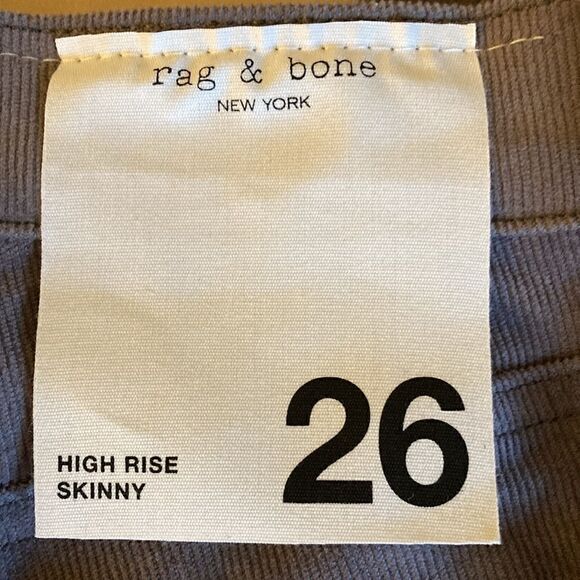 rag & bone
NEW YORK
HIGH RISE
SKINNY
26